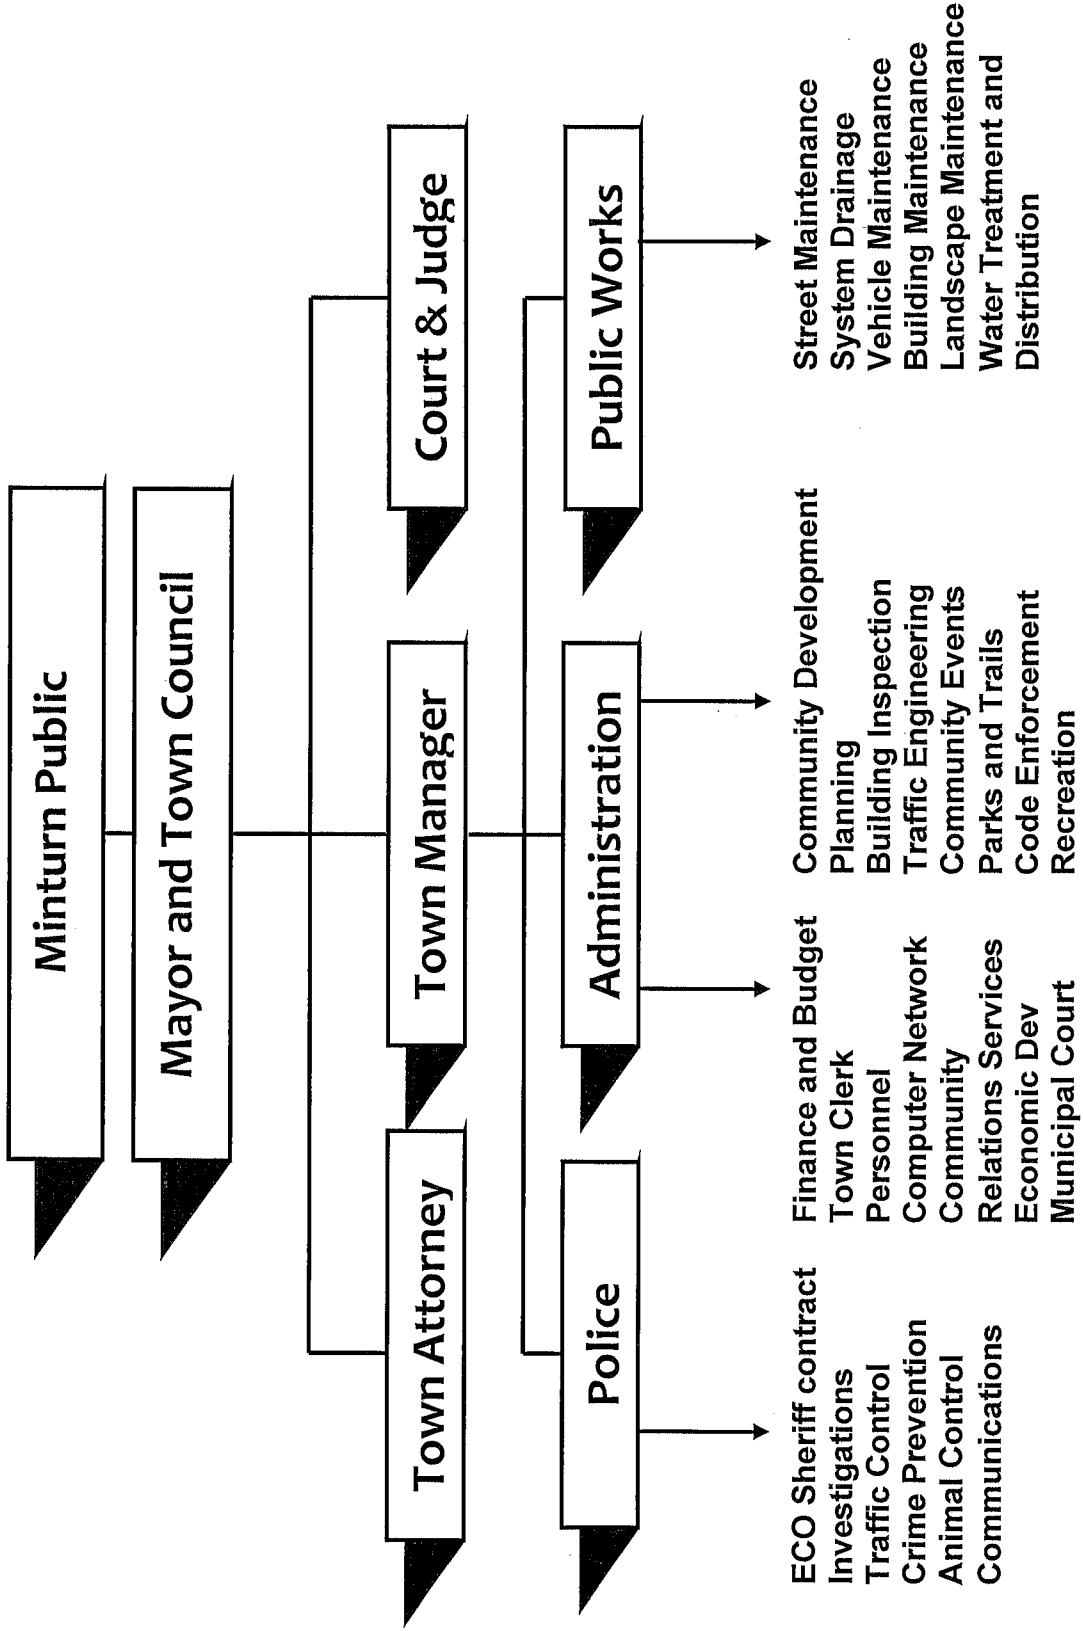 Minturn Public
Mayor and Town Council
Town Attorney
Town Manager
Court & Judge
Police
Administration
Public Works
ECO Sheriff contract
Investigations
Traffic Control
Crime Prevention
Animal Control
Communications
Finance and Budget
Town Clerk
Personnel
Computer Network
Community
Relations Services
Economic Dev
Municipal Court
Community Development
Planning
Building Inspection
Traffic Engineering
Community Events
Parks and Trails
Code Enforcement
Recreation
Street Maintenance
System Drainage
Vehicle Maintenance
Building Maintenance
Landscape Maintenance
Water Treatment and
Distribution